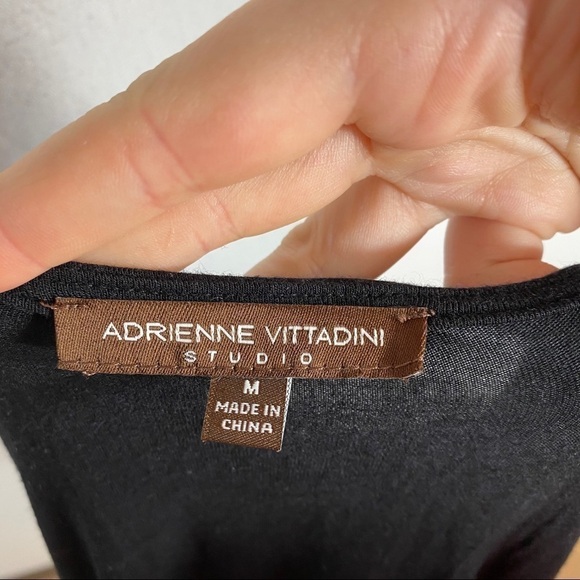 ADRIENNE VITTADINI
STUDIO
M
MADE IN
CHINA